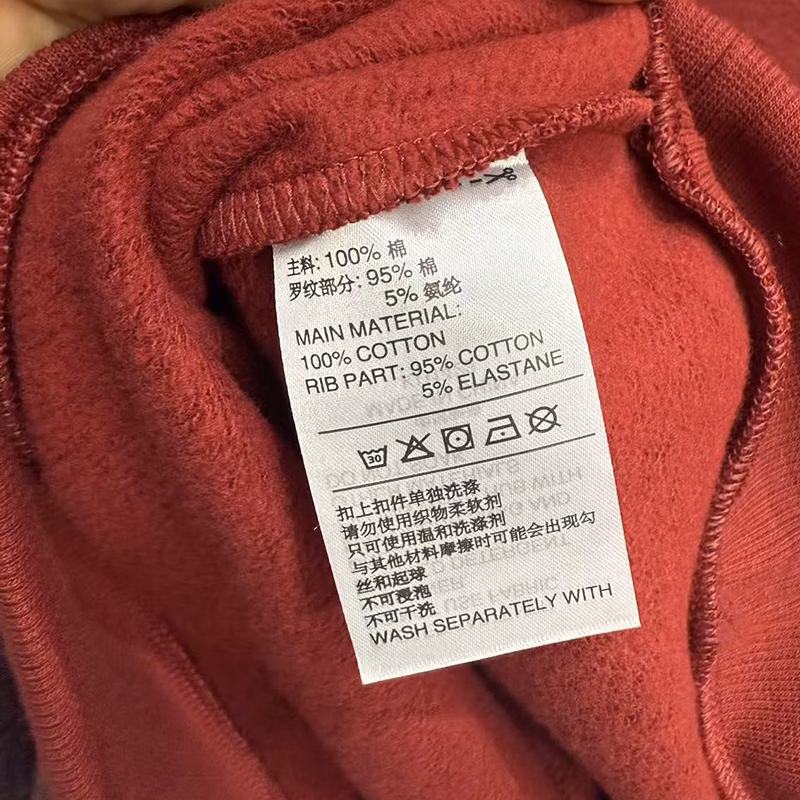 主料: 100% 棉
罗纹部分: 95% 棉
5% 氨纶
MAIN MATERIAL:
100% COTTON
RIB PART: 95% COTTON
5% ELASTANE
30
扣上扣件单独洗涤
请勿使用织物柔软剂
只可使用温和洗涤剂
与其他材料摩擦时可能会出现勾
丝和起球
不可浸泡
不可干洗
WASH SEPARATELY WITH